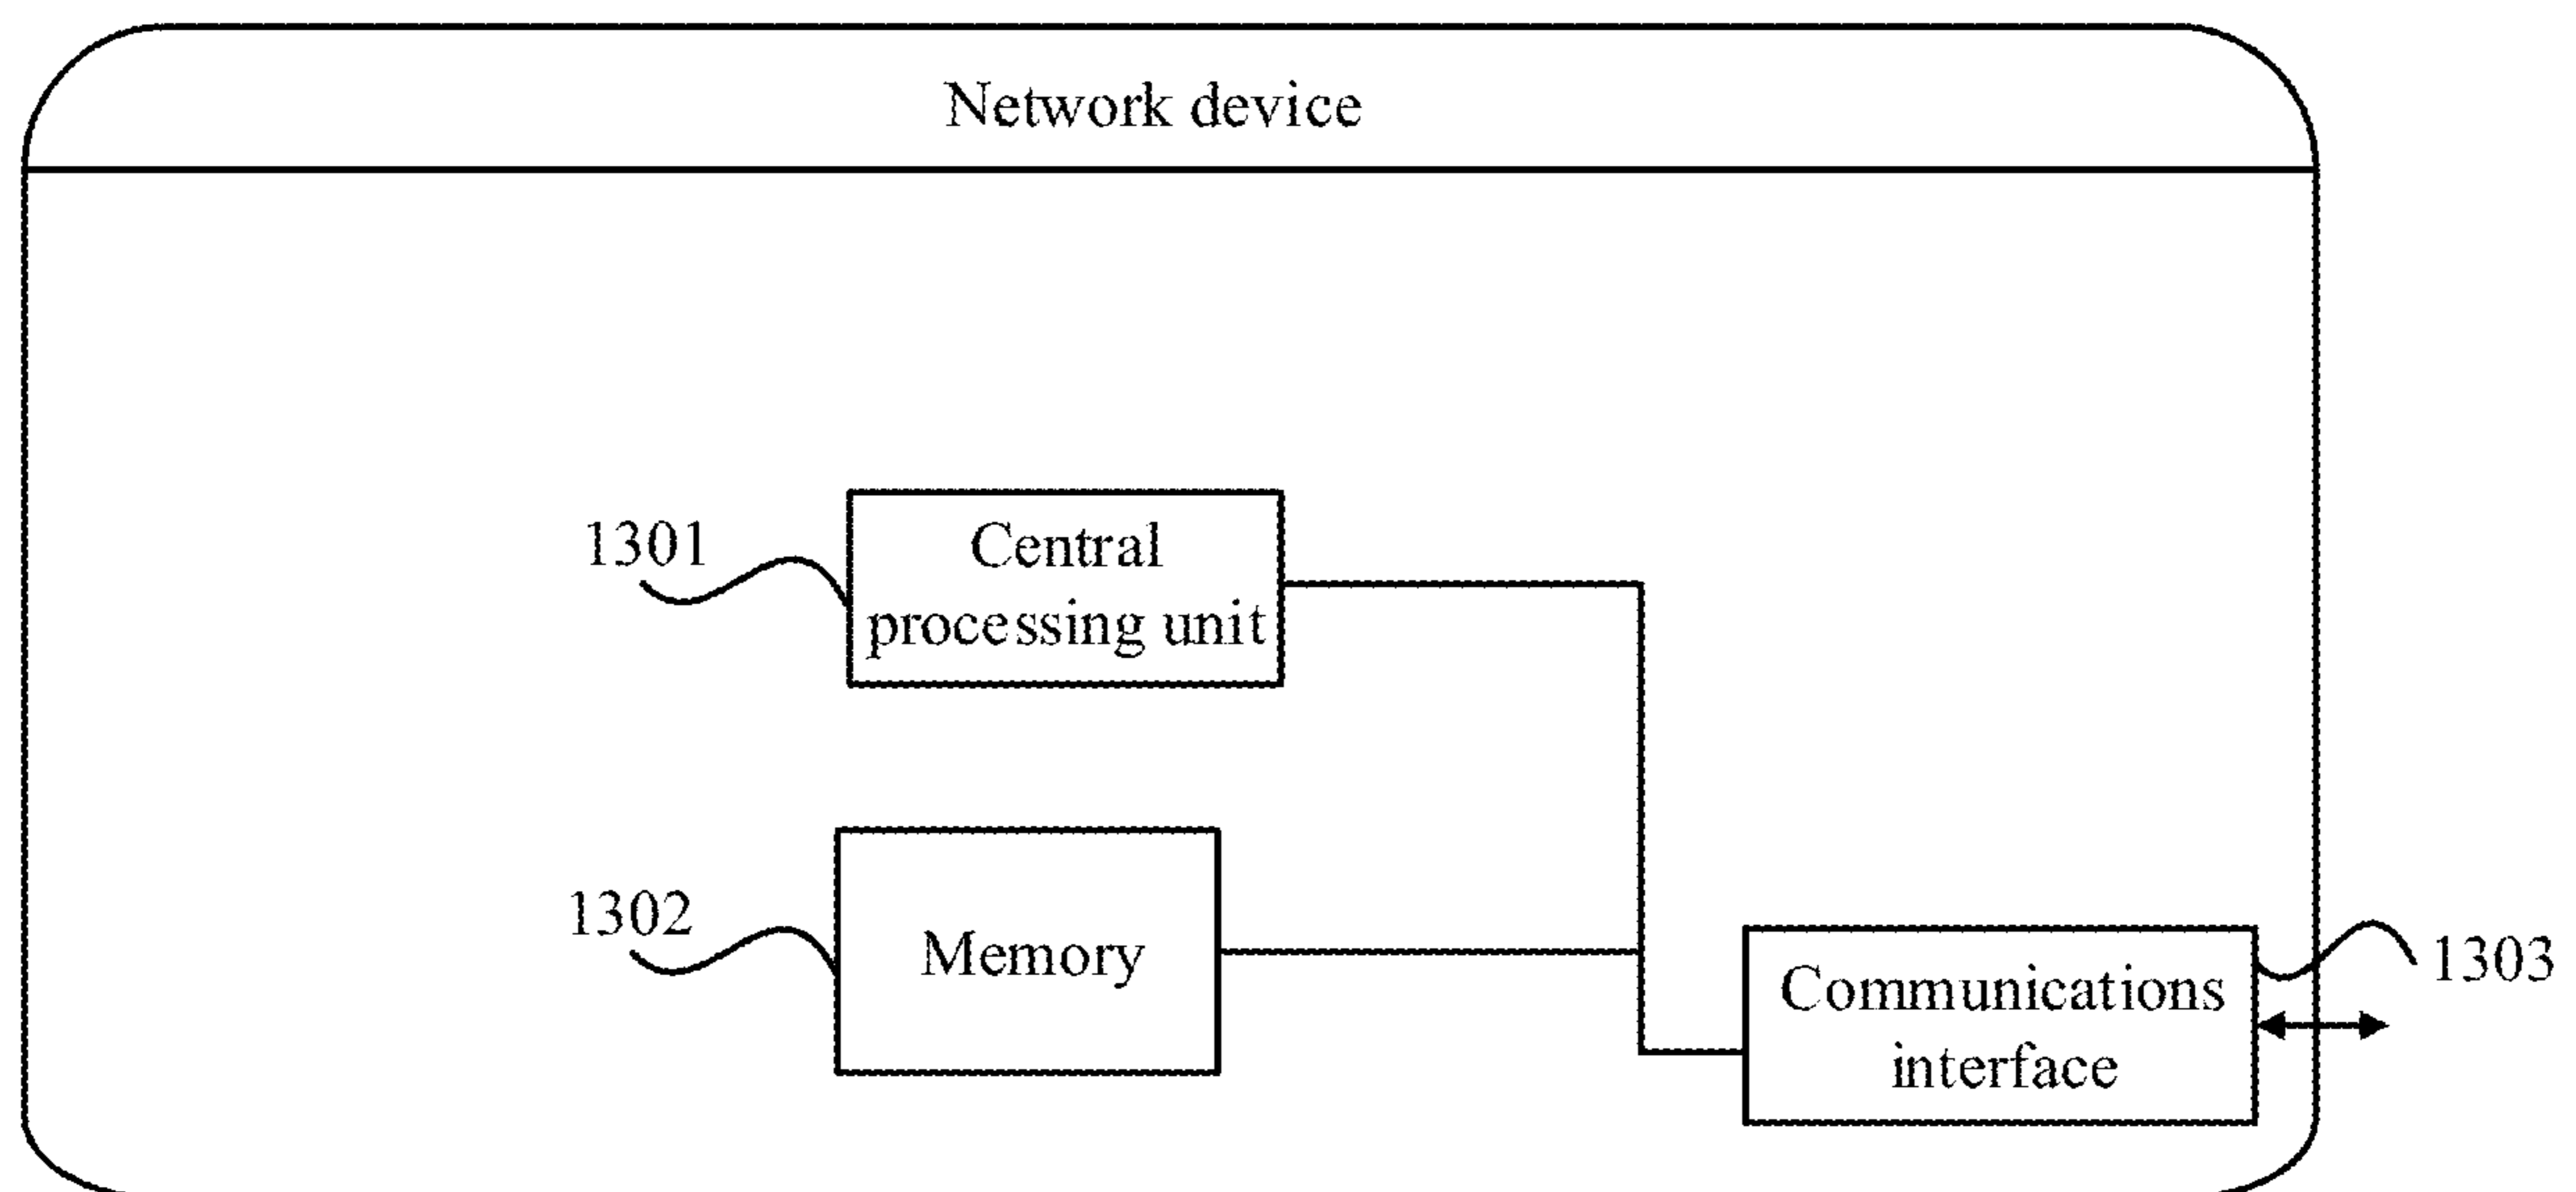 Network device
1301
Central
processing unit
1302
Memory
Communications
interface
1303